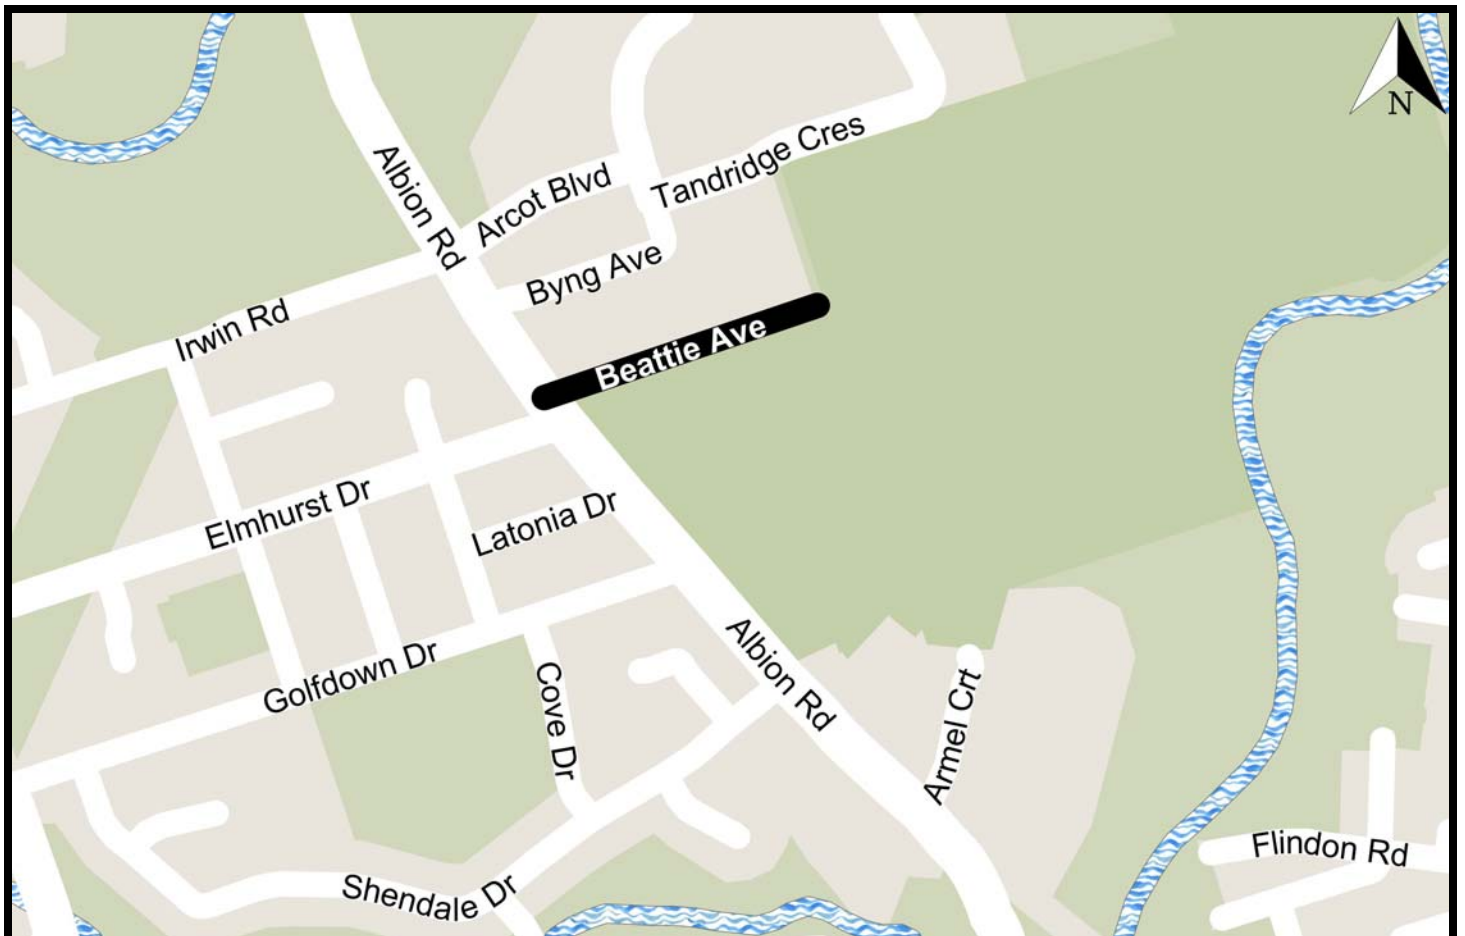 N
Albion Rd
Arcot Blvd
Tandridge Cres
Byng Ave
Irwin Rd
Beattie Ave
Elmhurst Dr
Latonia Dr
Golfdown Dr
Cove Dr
Albion Rd
Armel Crt
Flindon Rd
Shendale Dr